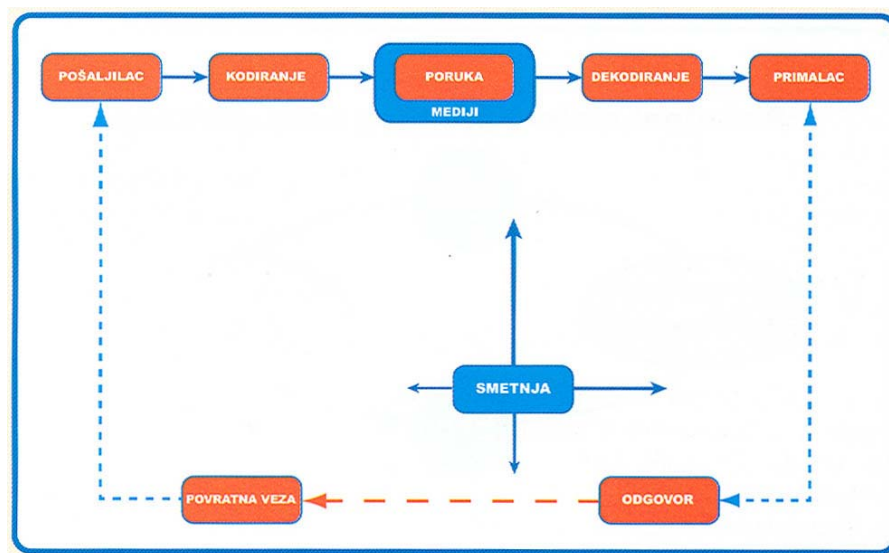 POŠALJILAC
KODIRANJE
PORUKA
MEDIJI
DEKODIRANJE
PRIMALAC
SMETNJA
POVRATNA VEZA
ODGOVOR